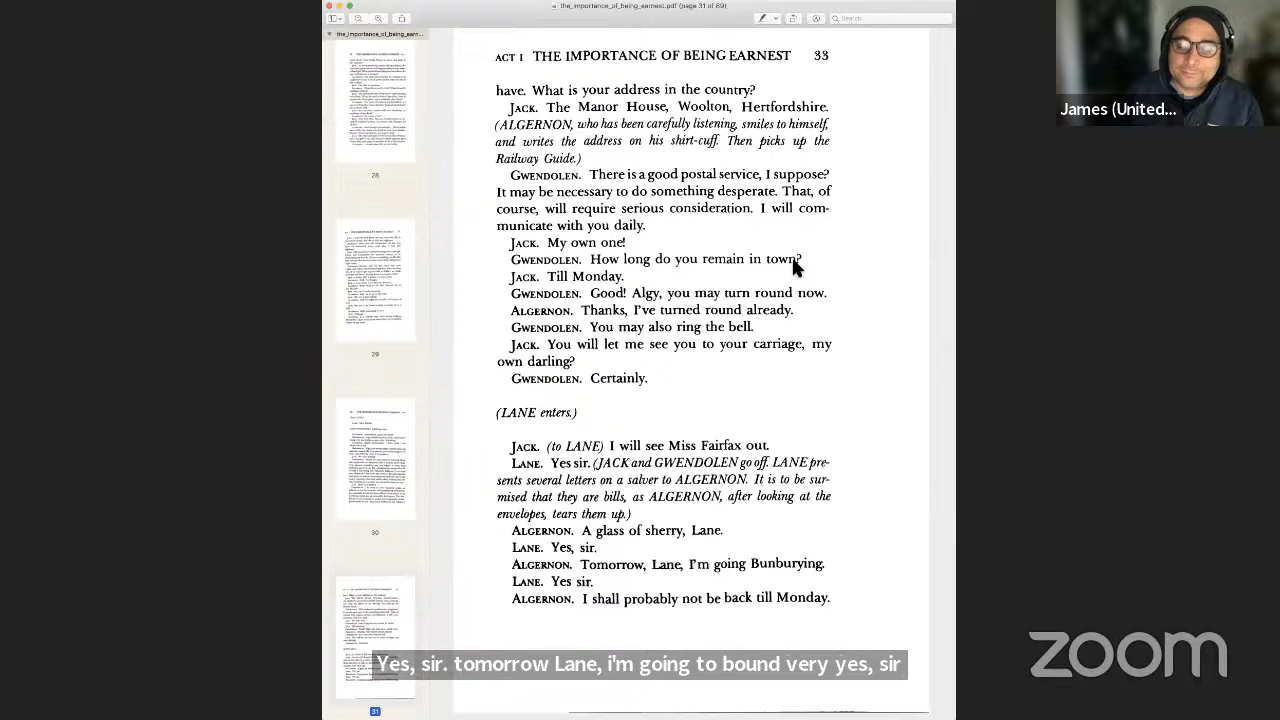 the_importance_of_being_earnest.pdf (page 31 of 89)
Search
the_importance_of_being_earn...
28
29
30
31
ACT I THE IMPORTANCE OF BEING EARNEST
have What is your address in the country?
JACK. The Manor House, Woolton, Hertfordshire.
(ALGERNON, who has been carefully listening, smiles to himself
and writes the address on his shirt-cuff. Then picks up the
Railway Guide.)
GWENDOLEN. There is a good postal service, I suppose?
It may be necessary to do something desperate. That, of
course, will require serious consideration. I will com-
municate with you daily.
JACK. My own one!
GWENDOLEN. How long do you remain in town?
JACK. Till Monday.
GWENDOLEN. Good! Algy, you may turn round now.
ALGERNON. Thanks, I've turned round already.
GWENDOLEN. You may also ring the bell.
JACK. You will let me see you to your carriage, my
own darling?
GWENDOLEN. Certainly.
(LANE enters.)
JACK. (to LANE) I will see Miss Fairfax out.
LANE. Yes, sir. (JACK and GWENDOLEN go off. LANE pre-
sents several letters on a salver to ALGERNON. It is to be sur-
mised that they are bills, as ALGERNON, after looking at the
envelopes, tears them up.)
ALGERNON. A glass of sherry, Lane.
LANE. Yes, sir.
ALGERNON. Tomorrow, Lane, I'm going Bunburying.
LANE. Yes sir.
I shall probably not be back till
Yes, sir. tomorrow Lane, i'm going to boundary yes, sir
James (United
zoom